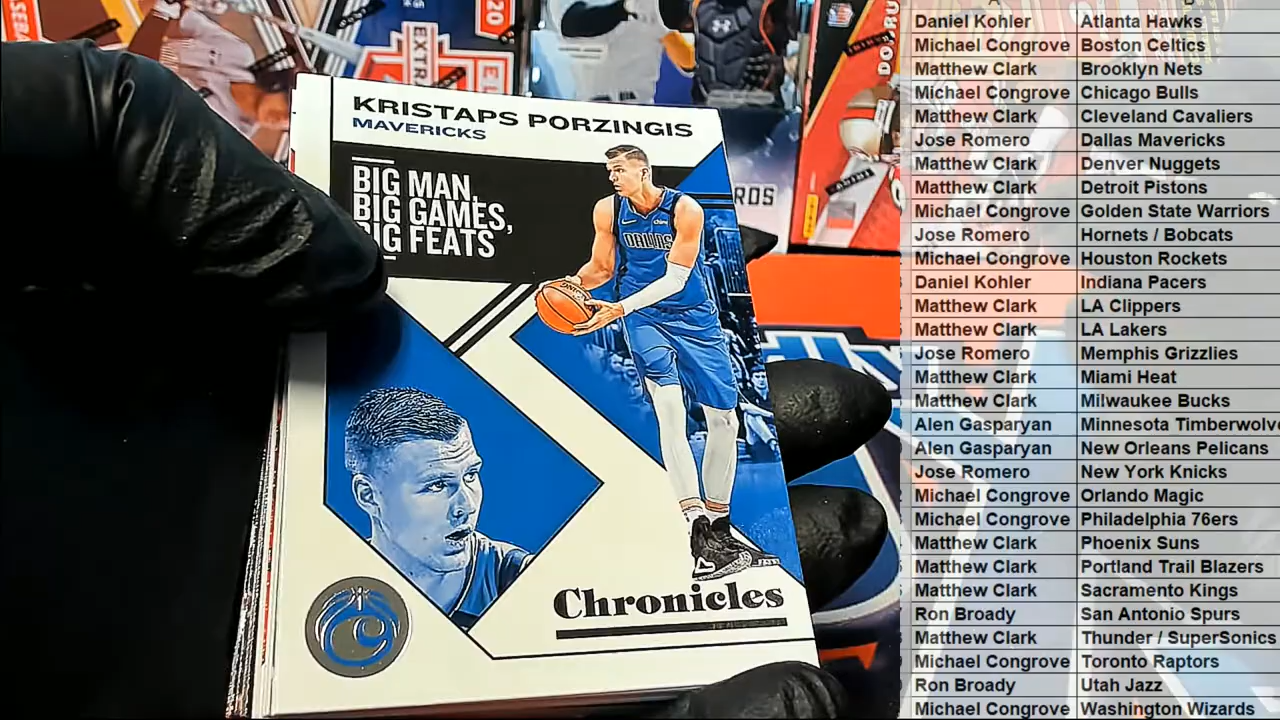 EXTR
20
DO
RU
ROS
KRISTAPS PORZINGIS
MAVERICKS
BIG MAN,
BIG GAMES,
BIG FEATS
DALLAS
Chronicles
Daniel Kohler Atlanta Hawks
Michael Congrove Boston Celtics
Matthew Clark Brooklyn Nets
Michael Congrove Chicago Bulls
Matthew Clark Cleveland Cavaliers
Jose Romero Dallas Mavericks
Matthew Clark Denver Nuggets
Matthew Clark Detroit Pistons
Michael Congrove Golden State Warriors
Jose Romero Hornets / Bobcats
Michael Congrove Houston Rockets
Daniel Kohler Indiana Pacers
Matthew Clark LA Clippers
Matthew Clark LA Lakers
Jose Romero Memphis Grizzlies
Matthew Clark Miami Heat
Matthew Clark Milwaukee Bucks
Alen Gasparyan Minnesota Timberwolve
Alen Gasparyan New Orleans Pelicans
Jose Romero New York Knicks
Michael Congrove Orlando Magic
Michael Congrove Philadelphia 76ers
Matthew Clark Phoenix Suns
Matthew Clark Portland Trail Blazers
Matthew Clark Sacramento Kings
Ron Broady San Antonio Spurs
Matthew Clark Thunder / SuperSonics
Michael Congrove Toronto Raptors
Ron Broady Utah Jazz
Michael Congrove Washington Wizards